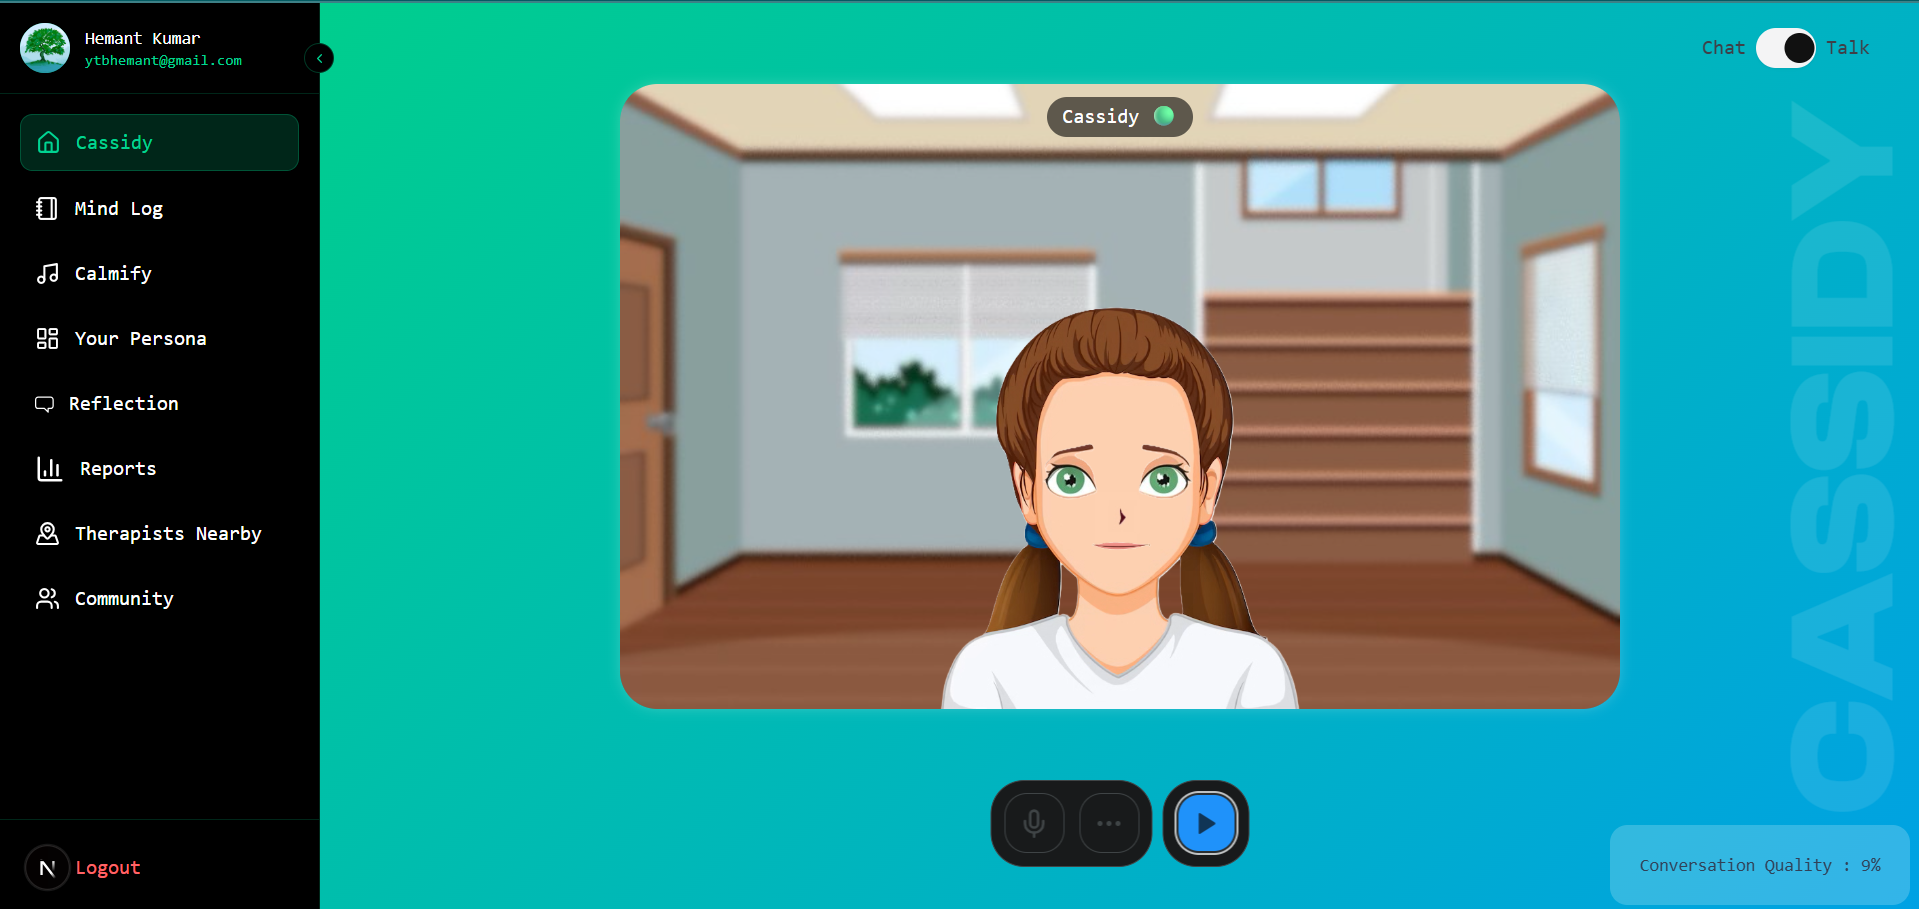 Hemant Kumar
ytbhemant@gmail.com
Cassidy
Mind Log
Calmify
Your Persona
Reflection
Reports
Therapists Nearby
Community
N
Logout
Chat
Talk
Cassidy
CASSIDY
Conversation Quality : 9%